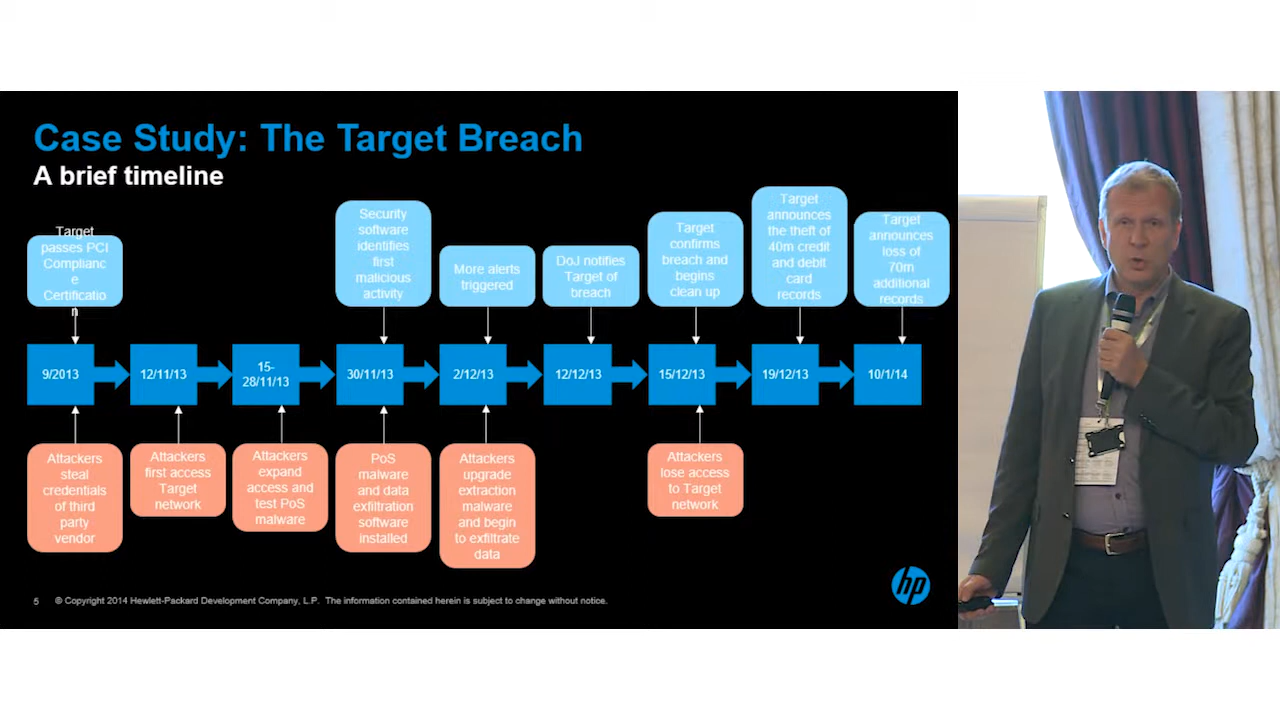 Case Study: The Target Breach
A brief timeline
Target
passes PCI
Complianc
e
Certificatio
n
Security
software
identifies
first
malicious
activity
More alerts
triggered
DoJ notifies
Target of
breach
Target
confirms
breach and
begins
clean up
Target
announces
the theft of
40m credit
and debit
card
records
Target
announces
loss of
70m
additional
records
9/2013
12/11/13
15-
28/11/13
30/11/13
2/12/13
12/12/13
15/12/13
19/12/13
10/1/14
Attackers
steal
credentials
of third
party
vendor
Attackers
first access
Target
network
Attackers
expand
access and
test PoS
malware
PoS
malware
and data
exfiltration
software
installed
Attackers
upgrade
extraction
malware
and begin
to exfiltrate
data
Attackers
lose access
to Target
network
5 © Copyright 2014 Hewlett-Packard Development Company, L.P. The information contained herein is subject to change without notice.
hp